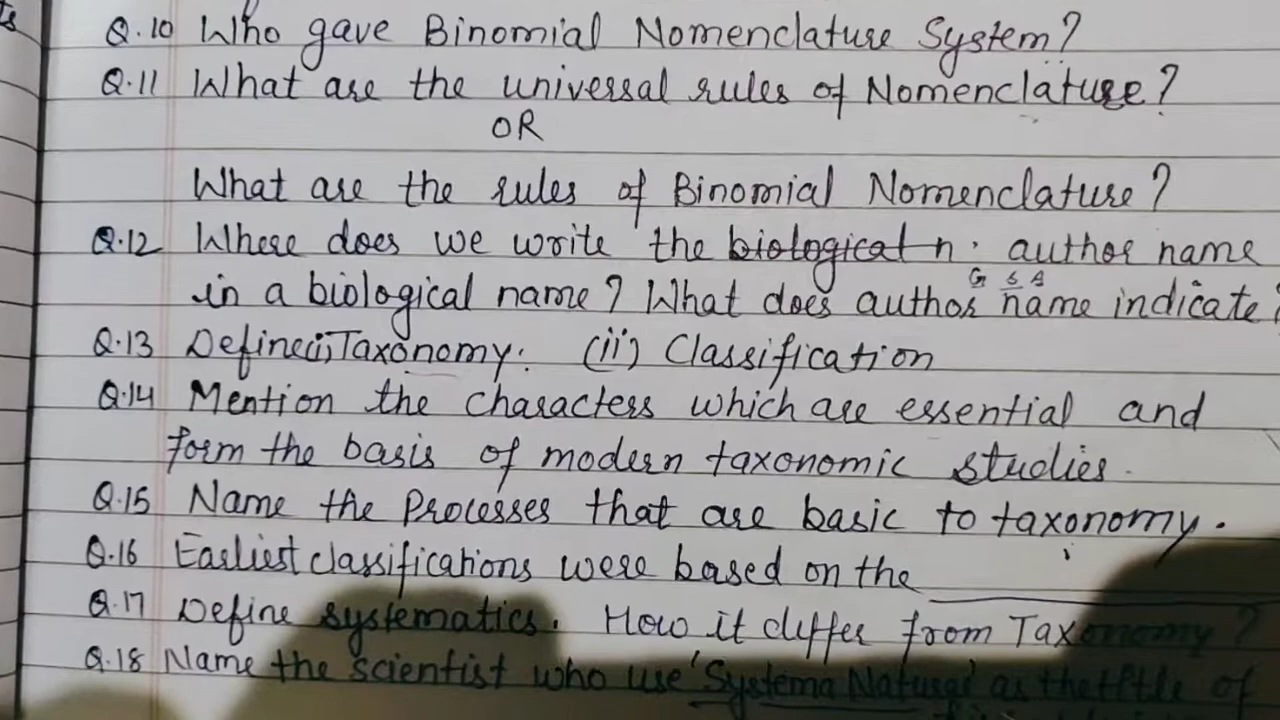 Q.10 Who gave Binomial Nomenclature System?
Q.11 What are the universal rules of Nomenclature?
OR
What are the rules of Binomial Nomenclature?
Q.12 Where does we write the biological n. author name
G S A
in a biological name? What does author name indicate?
Q.13 Define (i) Taxonomy. (ii) Classification
Q.14 Mention the characters which are essential and
form the basis of modern taxonomic studies.
Q.15 Name the Processes that are basic to taxonomy.
Q.16 Earliest classifications were based on the ________
Q.17 Define systematics. How it differ from Taxonomy?
Q.18 Name the scientist who use 'Systema Naturae' as the title of